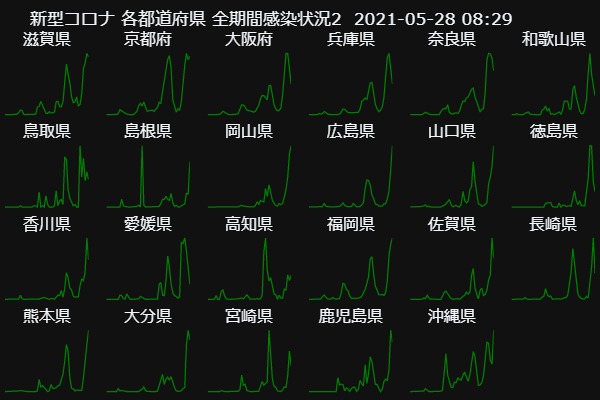 新型コロナ 各都道府県 全期間感染状況2 2021-05-28 08:29
滋賀県 京都府 大阪府 兵庫県 奈良県 和歌山県
鳥取県 島根県 岡山県 広島県 山口県 徳島県
香川県 愛媛県 高知県 福岡県 佐賀県 長崎県
熊本県 大分県 宮崎県 鹿児島県 沖縄県